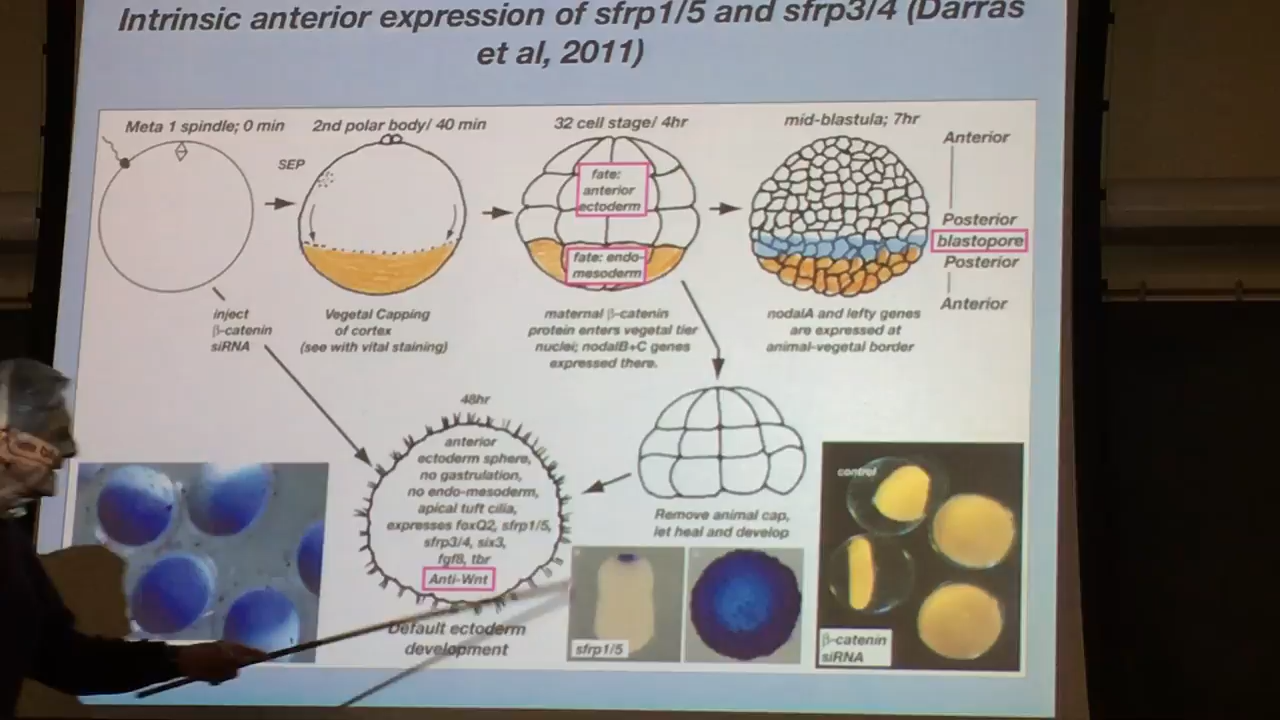 Intrinsic anterior expression of sfrp1/5 and sfrp3/4 (Darras
et al, 2011)
Meta 1 spindle; 0 min
2nd polar body/ 40 min
32 cell stage/ 4hr
mid-blastula; 7hr
SEP
fate:
anterior
ectoderm
fate: endo-
mesoderm
Anterior
Posterior
blastopore
Posterior
Anterior
inject
β-catenin
siRNA
Vegetal Capping
of cortex
(see with vital staining)
maternal β-catenin
protein enters vegetal tier
nuclei; nodalB+C genes
expressed there.
nodalA and lefty genes
are expressed at
animal-vegetal border
48hr
anterior
ectoderm sphere,
no gastrulation,
no endo-mesoderm,
apical tuft cilia,
expresses foxQ2, sfrp1/5,
sfrp3/4, six3,
fgf8, tbr
Anti-Wnt
Default ectoderm
development
Remove animal cap,
let heal and develop
sfrp1/5
control
β-catenin
siRNA